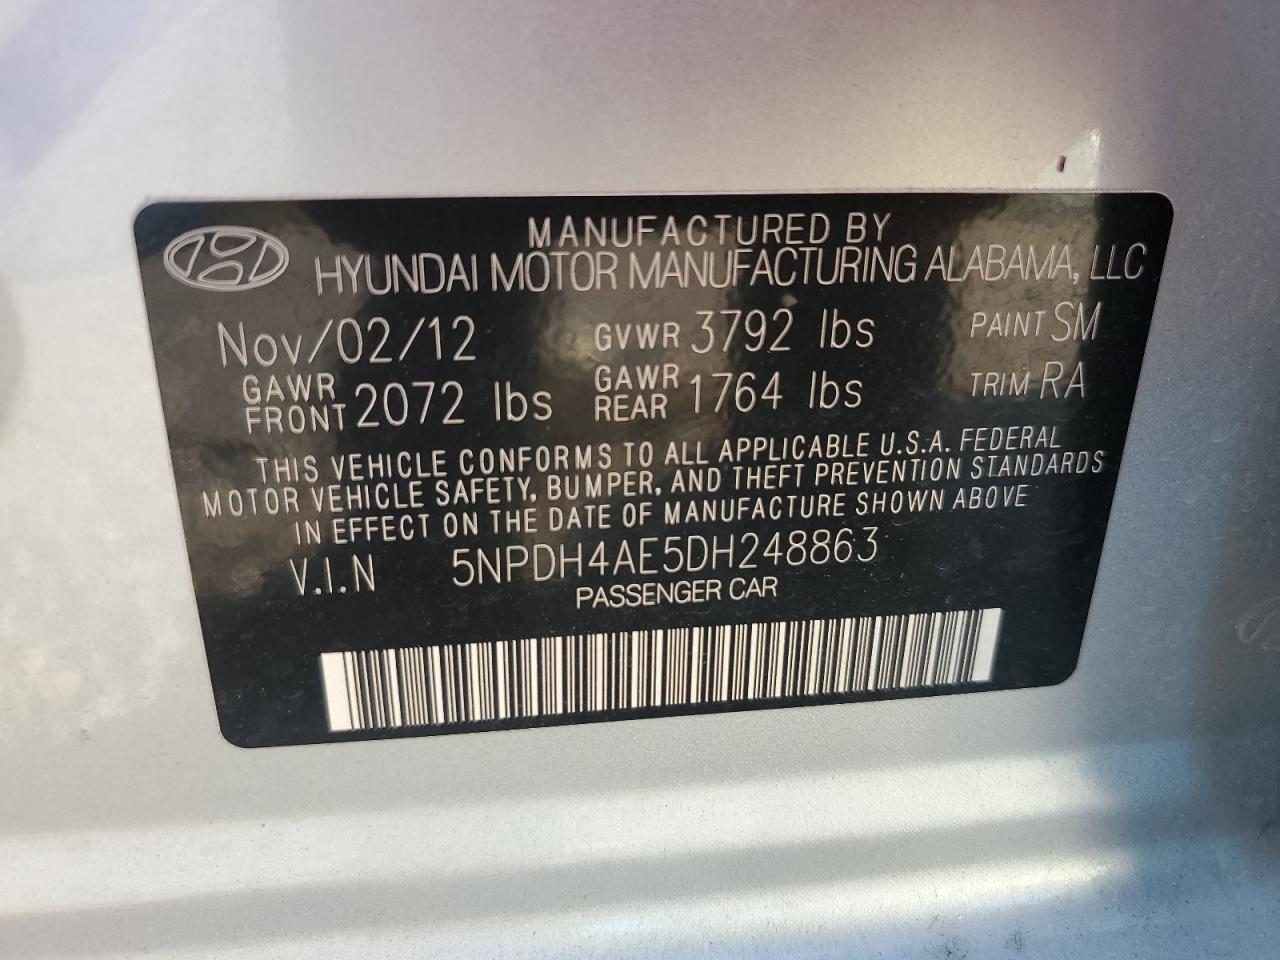 MANUFACTURED BY
HYUNDAI MOTOR MANUFACTURING ALABAMA, LLC
Nov/02/12 GVWR 3792 lbs PAINT SM
GAWR FRONT 2072 lbs GAWR REAR 1764 lbs TRIM RA
THIS VEHICLE CONFORMS TO ALL APPLICABLE U.S.A. FEDERAL
MOTOR VEHICLE SAFETY, BUMPER, AND THEFT PREVENTION STANDARDS
IN EFFECT ON THE DATE OF MANUFACTURE SHOWN ABOVE
V.I.N 5NPDH4AE5DH248863
PASSENGER CAR